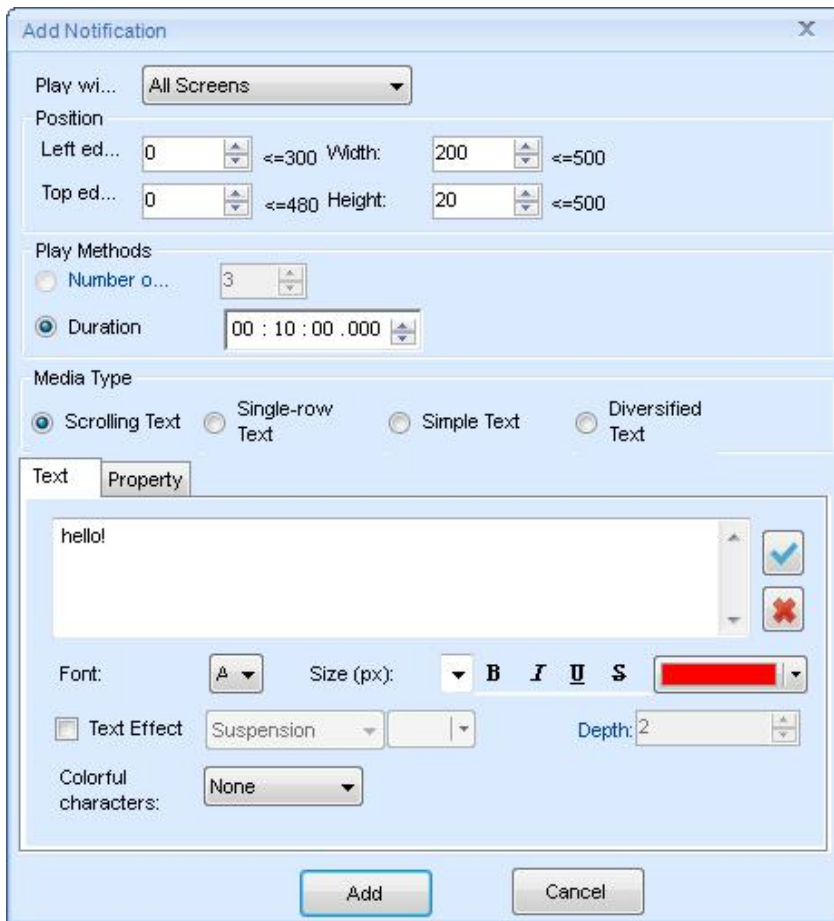 Add Notification
Play wi... All Screens
Position
Left ed... 0 <=300 Width: 200 <=500
Top ed... 0 <=480 Height: 20 <=500
Play Methods
Number o... 3
Duration 00 : 10 : 00 .000
Media Type
Scrolling Text Single-row Text Simple Text Diversified Text
Text Property
hello!
Font: A Size (px): B I U S
Text Effect Suspension Depth: 2
Colorful characters: None
Add Cancel